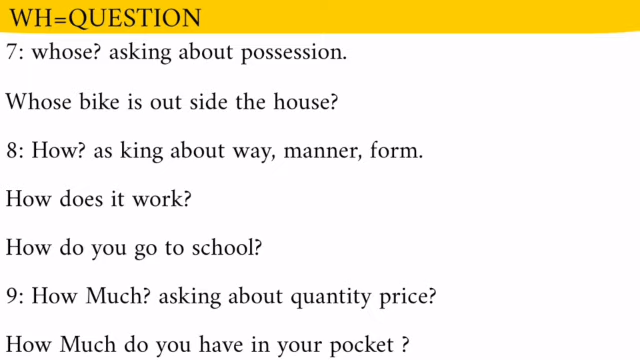 WH=QUESTION
7: whose? asking about possession.
Whose bike is out side the house?
8: How? as king about way, manner, form.
How does it work?
How do you go to school?
9: How Much? asking about quantity price?
How Much do you have in your pocket ?